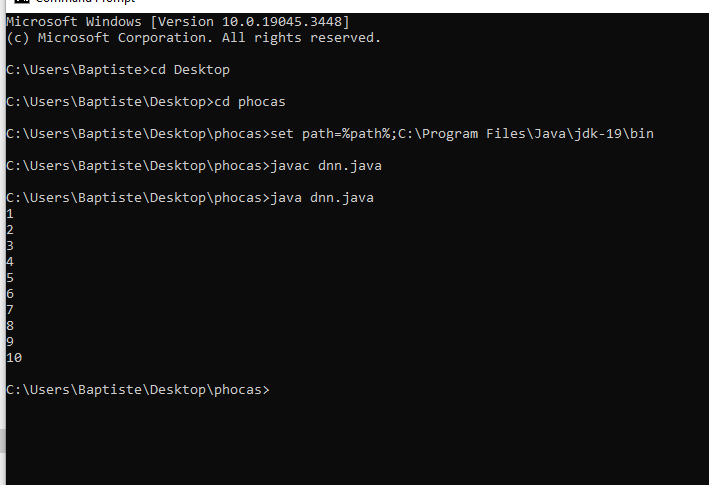 Command Prompt
Microsoft Windows [Version 10.0.19045.3448]
(c) Microsoft Corporation. All rights reserved.
C:\Users\Baptiste>cd Desktop
C:\Users\Baptiste\Desktop>cd phocas
C:\Users\Baptiste\Desktop\phocas>set path=%path%;C:\Program Files\Java\jdk-19\bin
C:\Users\Baptiste\Desktop\phocas>javac dnn.java
C:\Users\Baptiste\Desktop\phocas>java dnn.java
1
2
3
4
5
6
7
8
9
10
C:\Users\Baptiste\Desktop\phocas>